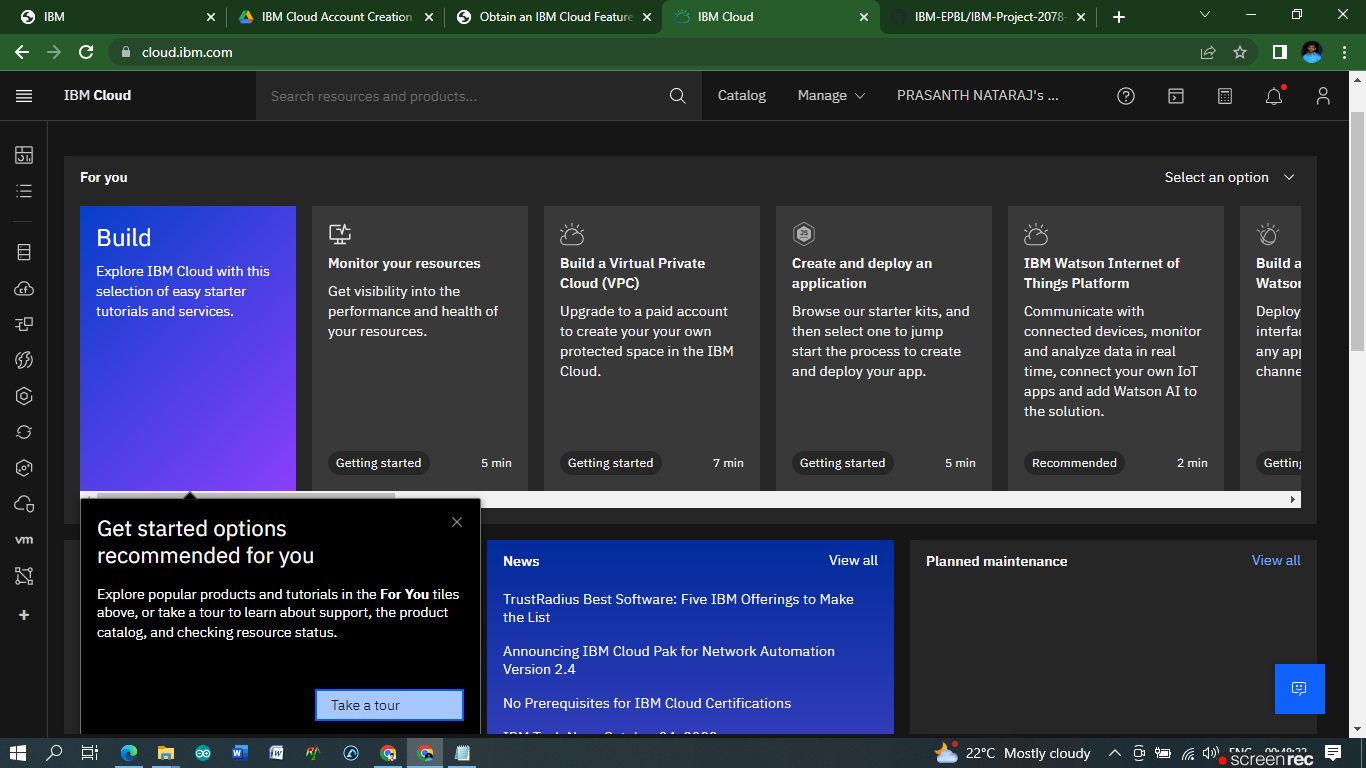 IBM
IBM Cloud Account Creation
Obtain an IBM Cloud Feature
IBM Cloud
IBM-EPBL/IBM-Project-2078-
cloud.ibm.com
IBM Cloud
Search resources and products...
Catalog
Manage
PRASANTH NATARAJ's ...
For you
Select an option
Build
Explore IBM Cloud with this
selection of easy starter
tutorials and services.
Monitor your resources
Get visibility into the
performance and health of
your resources.
Getting started
5 min
Build a Virtual Private
Cloud (VPC)
Upgrade to a paid account
to create your your own
protected space in the IBM
Cloud.
Getting started
7 min
JS
Create and deploy an
application
Browse our starter kits, and
then select one to jump
start the process to create
and deploy your app.
Getting started
5 min
IBM Watson Internet of
Things Platform
Communicate with
connected devices, monitor
and analyze data in real
time, connect your own IoT
apps and add Watson AI to
the solution.
Recommended
2 min
Build a
Watson
Deploy
interfac
any app
channe
Getting
vm
Get started options
recommended for you
Explore popular products and tutorials in the For You tiles
above, or take a tour to learn about support, the product
catalog, and checking resource status.
Take a tour
News
View all
TrustRadius Best Software: Five IBM Offerings to Make
the List
Announcing IBM Cloud Pak for Network Automation
Version 2.4
No Prerequisites for IBM Cloud Certifications
Planned maintenance
View all
22°C Mostly cloudy
ENG
screenrec